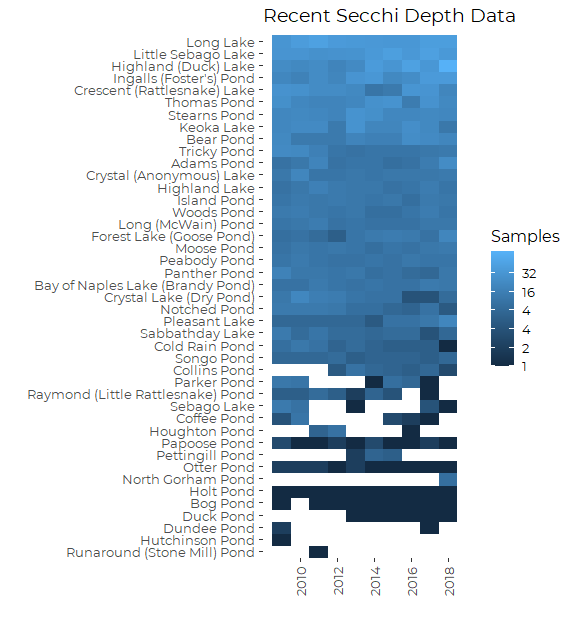 Recent Secchi Depth Data
Long Lake
Little Sebago Lake
Highland (Duck) Lake
Ingalls (Foster's) Pond
Crescent (Rattlesnake) Lake
Thomas Pond
Stearns Pond
Keoka Lake
Bear Pond
Tricky Pond
Adams Pond
Crystal (Anonymous) Lake
Highland Lake
Island Pond
Woods Pond
Long (McWain) Pond
Forest Lake (Goose Pond)
Moose Pond
Peabody Pond
Panther Pond
Bay of Naples Lake (Brandy Pond)
Crystal Lake (Dry Pond)
Notched Pond
Pleasant Lake
Sabbathday Lake
Cold Rain Pond
Songo Pond
Collins Pond
Parker Pond
Raymond (Little Rattlesnake) Pond
Sebago Lake
Coffee Pond
Houghton Pond
Papoose Pond
Pettingill Pond
Otter Pond
North Gorham Pond
Holt Pond
Bog Pond
Duck Pond
Dundee Pond
Hutchinson Pond
Runaround (Stone Mill) Pond
2010
2012
2014
2016
2018
Samples
32
16
4
4
2
1